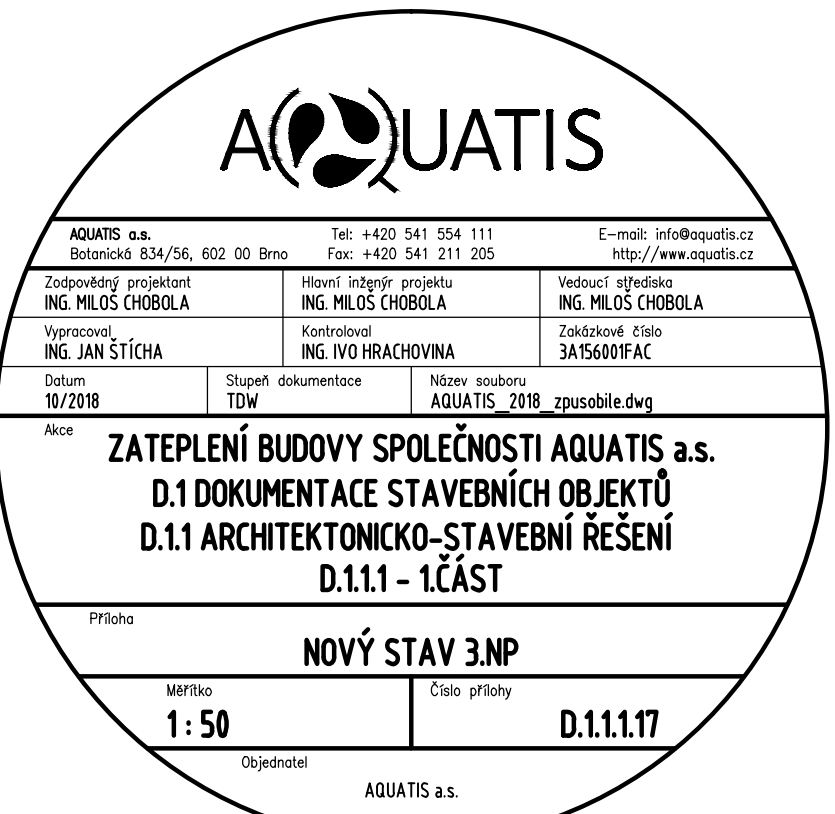 AQUATIS
AQUATIS a.s. Tel: +420 541 554 111 E-mail: info@aquatis.cz
Botanická 834/56, 602 00 Brno Fax: +420 541 211 205 http://www.aquatis.cz
Zodpovědný projektant Hlavní inženýr projektu Vedoucí střediska
ING. MILOŠ CHOBOLA ING. MILOŠ CHOBOLA ING. MILOŠ CHOBOLA
Vypracoval Kontroloval Zakázkové číslo
ING. JAN ŠTÍCHA ING. IVO HRACHOVINA 3A156001FAC
Datum Stupeň dokumentace Název souboru
10/2018 TDW AQUATIS_2018_zpusobile.dwg
Akce
ZATEPLENÍ BUDOVY SPOLEČNOSTI AQUATIS a.s.
D.1 DOKUMENTACE STAVEBNÍCH OBJEKTŮ
D.1.1 ARCHITEKTONICKO-STAVEBNÍ ŘEŠENÍ
D.1.1.1 - 1.ČÁST
Příloha
NOVÝ STAV 3.NP
Měřítko Číslo přílohy
1:50 D.1.1.1.17
Objednatel
AQUATIS a.s.